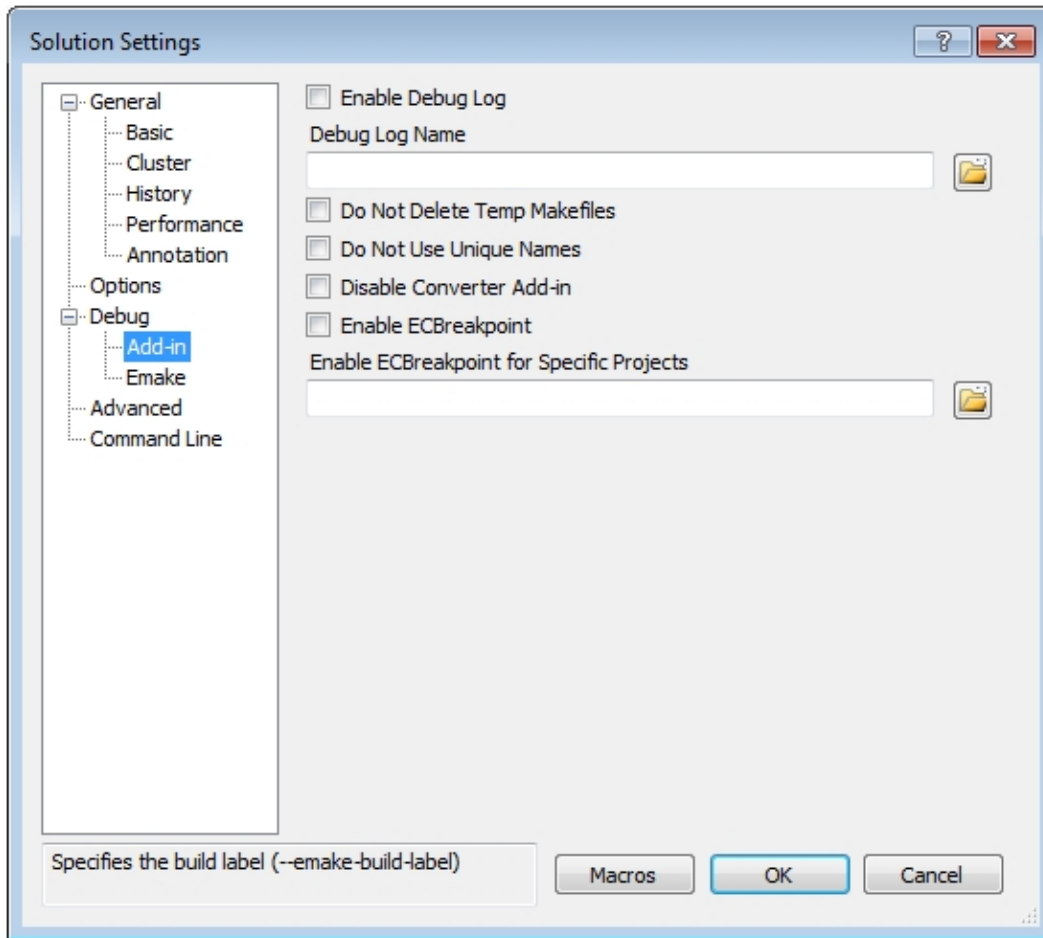 Solution Settings
General
Basic
Cluster
History
Performance
Annotation
Options
Debug
Add-in
Emake
Advanced
Command Line
Enable Debug Log
Debug Log Name
Do Not Delete Temp Makefiles
Do Not Use Unique Names
Disable Converter Add-in
Enable ECBreakpoint
Enable ECBreakpoint for Specific Projects
Specifies the build label (--emake-build-label)
Macros
OK
Cancel